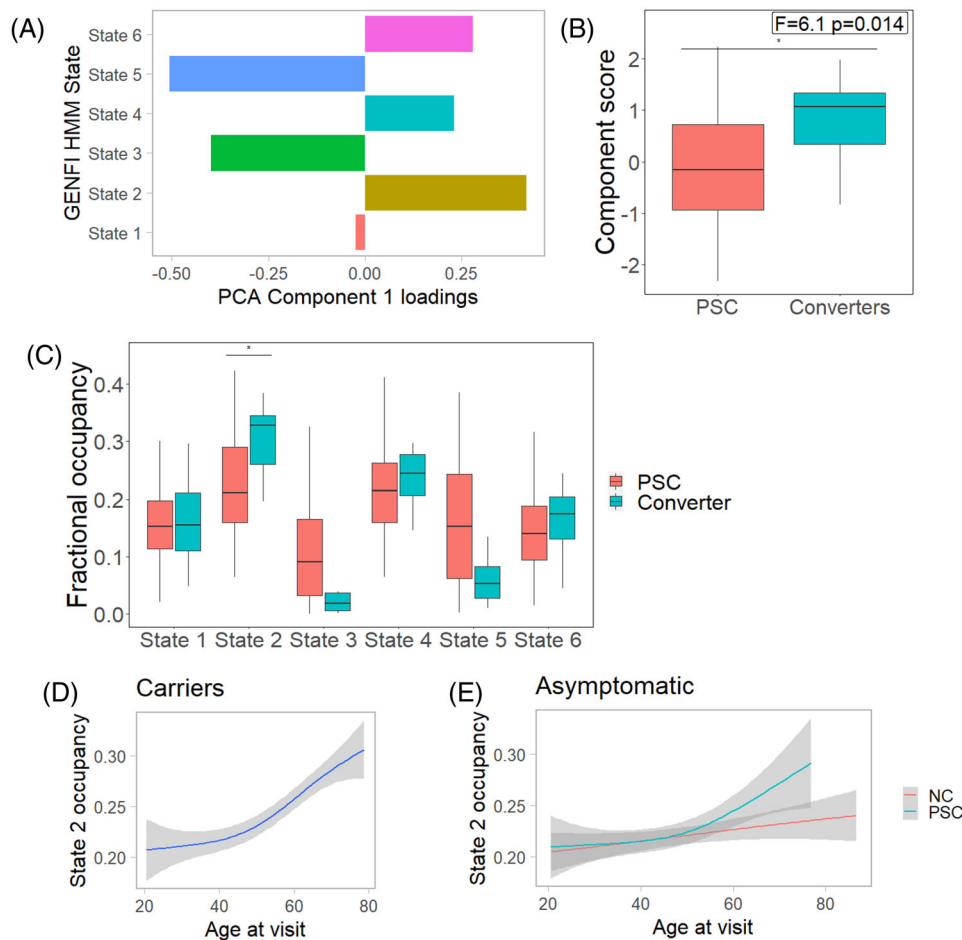 (A)
GENFI HMM State
State 6
State 5
State 4
State 3
State 2
State 1
-0.50
-0.25
0.00
0.25
PCA Component 1 loadings
(B)
F=6.1 p=0.014
*
Component score
2
1
0
-1
-2
PSC
Converters
(C)
*
Fractional occupancy
0.4
0.3
0.2
0.1
0.0
State 1
State 2
State 3
State 4
State 5
State 6
PSC
Converter
(D)
Carriers
State 2 occupancy
0.30
0.25
0.20
20
40
60
80
Age at visit
(E)
Asymptomatic
State 2 occupancy
0.30
0.25
0.20
20
40
60
80
Age at visit
NC
PSC